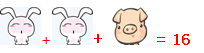 + + = 16